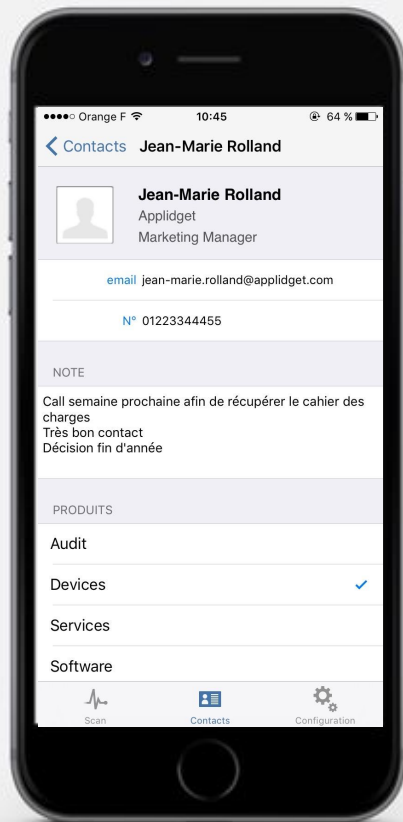 Orange F 10:45 64 %
Contacts Jean-Marie Rolland
Jean-Marie Rolland
Applidget
Marketing Manager
email jean-marie.rolland@applidget.com
N° 01223344455
NOTE
Call semaine prochaine afin de récupérer le cahier des
charges
Très bon contact
Décision fin d'année
PRODUITS
Audit
Devices
Services
Software
Scan Contacts Configuration